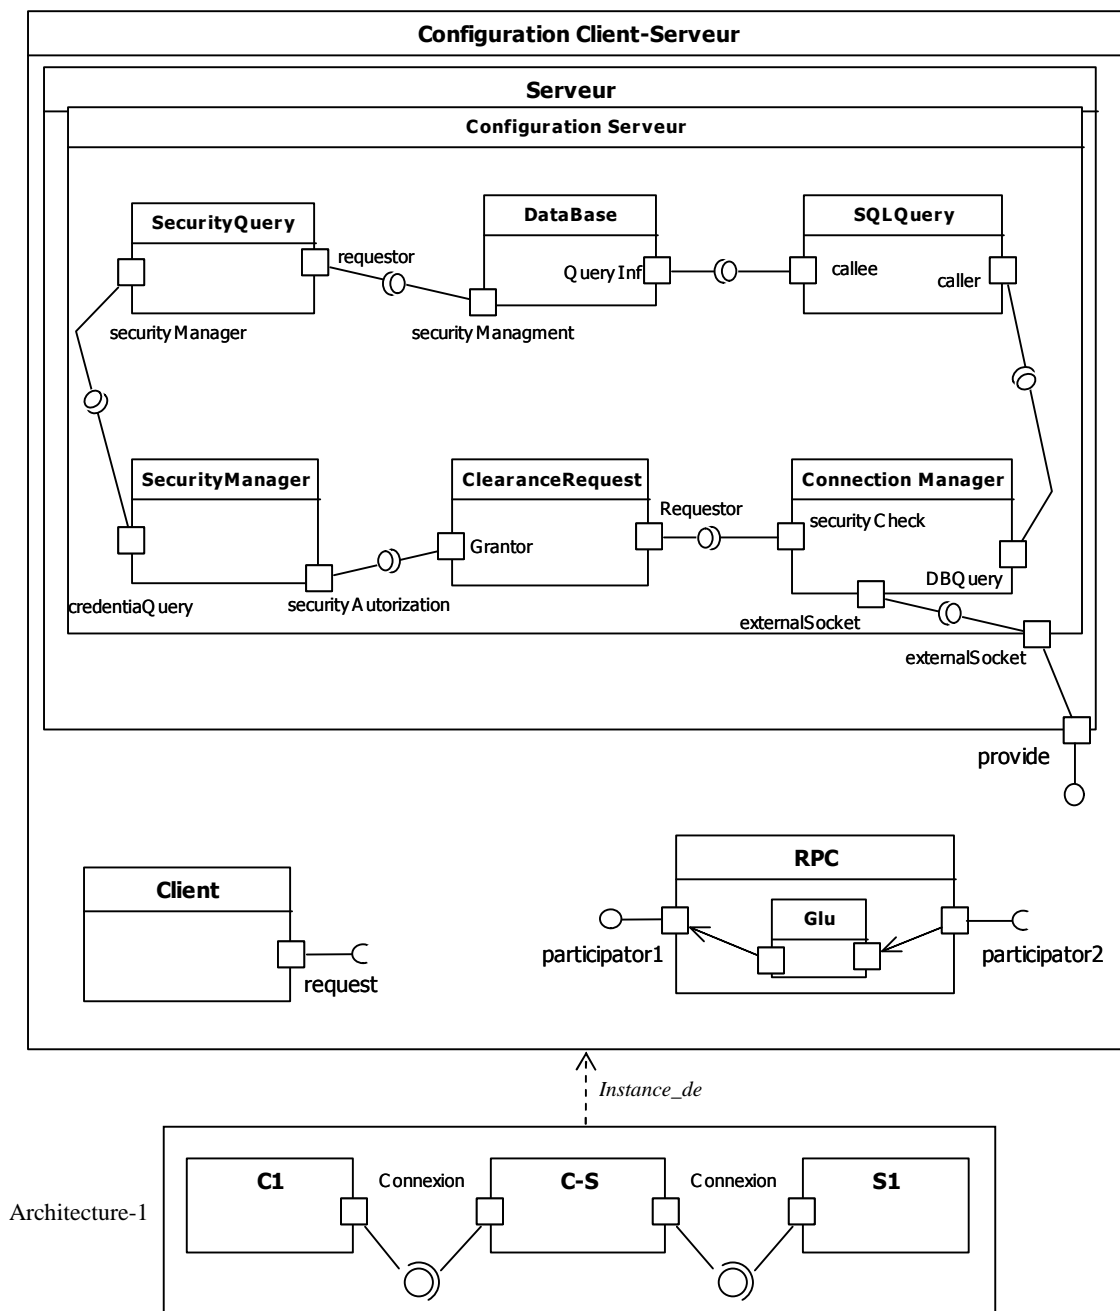 Configuration Client-Serveur
Serveur
Configuration Serveur
SecurityQuery
DataBase
SQLQuery
requestor
QueryInf
callee
caller
securityManager
securityManagment
SecurityManager
ClearanceRequest
Connection Manager
Requestor
securityCheck
Grantor
DBQuery
credentiaQuery
securityAutorization
externalSocket
externalSocket
provide
RPC
Client
Glu
participator1
participator2
request
Instance_de
C1
Connexion
C-S
Connexion
S1
Architecture-1